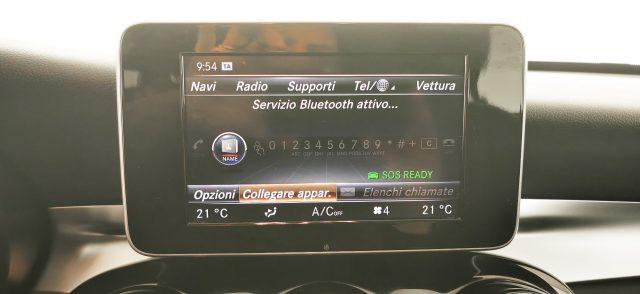 9:54 TA
Navi Radio Supporti Tel/ Vettura
Servizio Bluetooth attivo...
0 1 2 3 4 5 6 7 8 9 * # + C
NAME
SOS READY
Opzioni Collegare appar. Elenchi chiamate
21 °C A/C OFF 4 21 °C